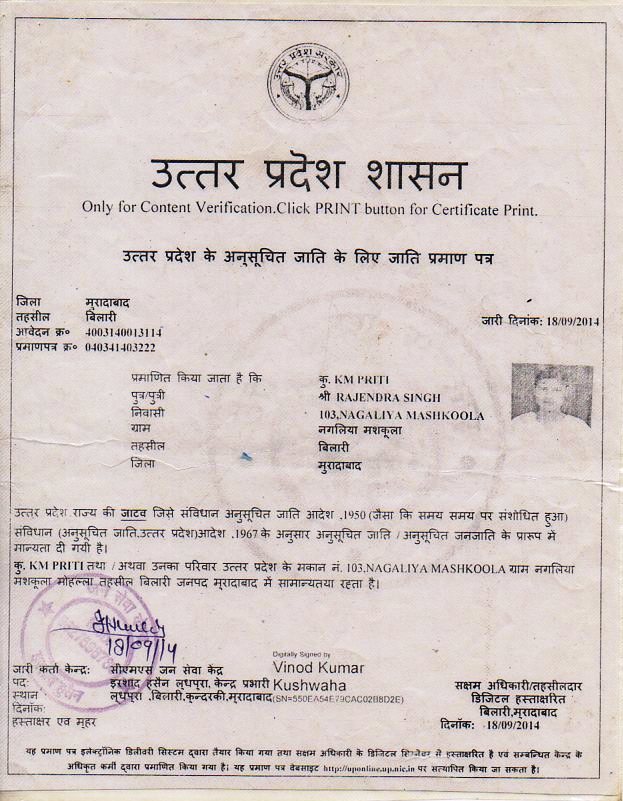 उत्तर प्रदेश सरकार
उत्तर प्रदेश शासन
Only for Content Verification.Click PRINT button for Certificate Print.
उत्तर प्रदेश के अनुसूचित जाति के लिए जाति प्रमाण पत्र
जिला मुरादाबाद
तहसील बिलारी
आवेदन क्र० 4003140013114 जारी दिनांक: 18/09/2014
प्रमाणपत्र क्र० 040341403222
प्रमाणित किया जाता है कि कु. KM PRITI
पुत्र/पुत्री श्री RAJENDRA SINGH
निवासी 103,NAGALIYA MASHKOOLA
ग्राम नगलिया मशकूला
तहसील बिलारी
जिला मुरादाबाद
उत्तर प्रदेश राज्य की जाटव जिसे संविधान अनुसूचित जाति आदेश ,1950 (जैसा कि समय समय पर संशोधित हुआ)
संविधान (अनुसूचित जाति,उत्तर प्रदेश)आदेश ,1967 के अनुसार अनुसूचित जाति / अनुसूचित जनजाति के प्रारूप में
मान्यता दी गयी है।
कु. KM PRITI तथा / अथवा उनका परिवार उत्तर प्रदेश के मकान नं. 103,NAGALIYA MASHKOOLA ग्राम नगलिया
मशकूला मोहल्ला तहसील बिलारी जनपद मुरादाबाद में सामान्यतया रहता है।
18/09/14
Digitally Signed by
Vinod Kumar
Kushwaha
(SN=550EA54E79CAC02B8D2E)
जारी कर्ता केन्द्र: सीएमएस जन सेवा केंद्र
पद: इरशाद हुसैन लूधपुरा, केन्द्र प्रभारी
स्थान लूधपुरा ,बिलारी,कुन्दरकी,मुरादाबाद
दिनांक:
हस्ताक्षर एवं मुहर
सक्षम अधिकारी/तहसीलदार
डिजिटल हस्ताक्षरित
बिलारी,मुरादाबाद
दिनांक: -18/09/2014
यह प्रमाण पत्र इलेक्ट्रॉनिक डिलीवरी सिस्टम द्वारा तैयार किया गया तथा सक्षम अधिकारी के डिजिटल सिग्नेचर से हस्ताक्षरित है एवं सम्बन्धित केन्द्र के
अधिकृत कर्मी द्वारा प्रमाणित किया गया है। यह प्रमाण पत्र वेबसाइट http://uponline.up.nic.in पर सत्यापित किया जा सकता है।